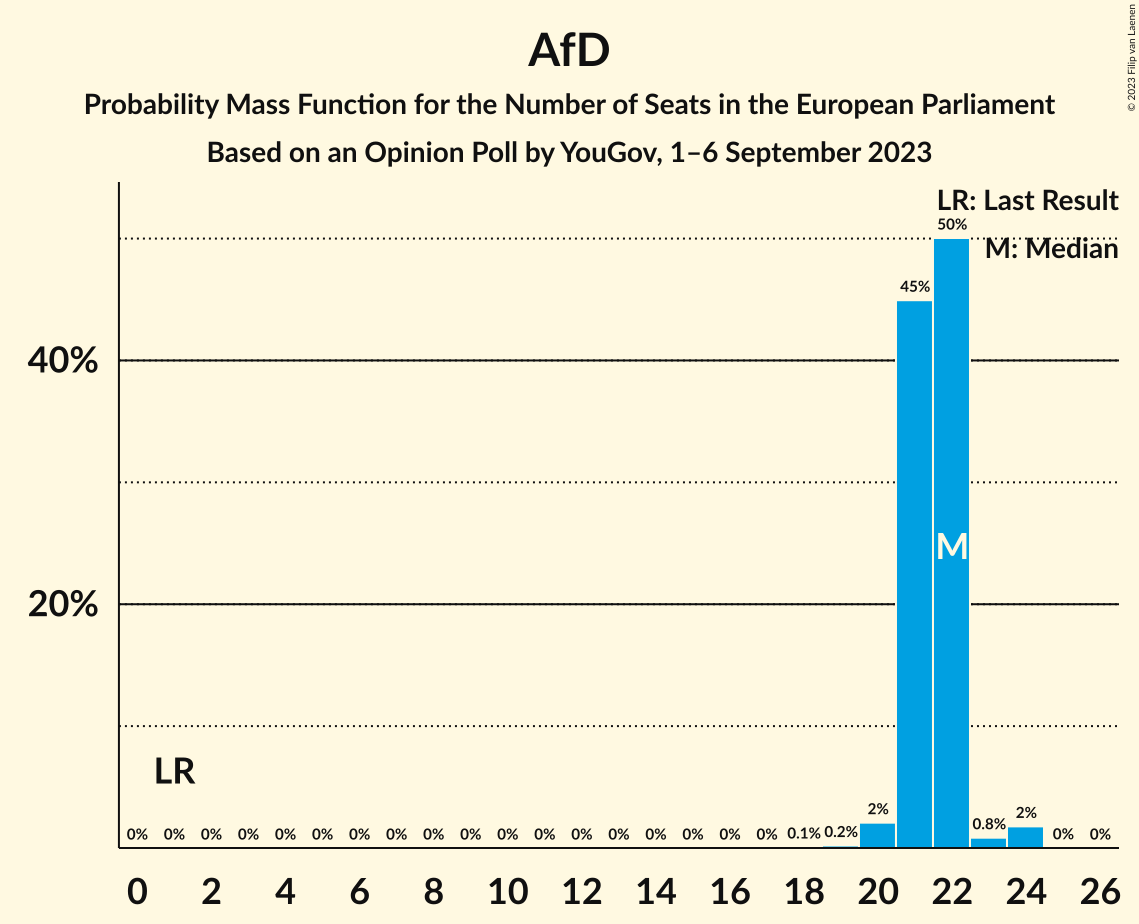 AfD
Probability Mass Function for the Number of Seats in the European Parliament
Based on an Opinion Poll by YouGov, 1–6 September 2023
© 2023 Filip van Laenen
LR: Last Result
M: Median
50%
45%
40%
20%
M
LR
0% 0% 0% 0% 0% 0% 0% 0% 0% 0% 0% 0% 0% 0% 0% 0% 0% 0% 0.1% 0.2% 2% 0.8% 2% 0% 0%
0 2 4 6 8 10 12 14 16 18 20 22 24 26